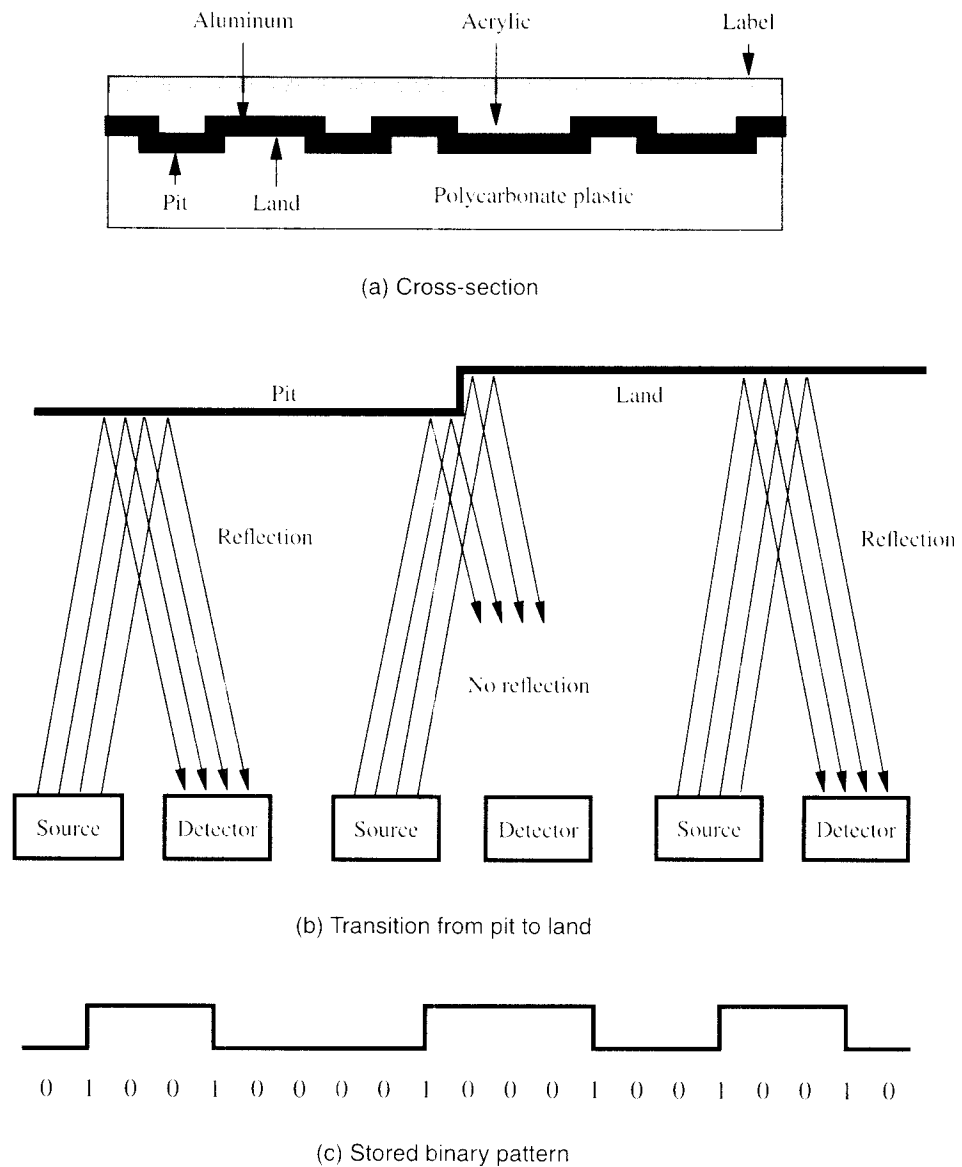 Aluminum Acrylic Label
Pit Land Polycarbonate plastic
(a) Cross-section
Pit Land
Reflection Reflection
No reflection
Source Detector Source Detector Source Detector
(b) Transition from pit to land
0 1 0 0 1 0 0 0 0 1 0 0 0 1 0 0 1 0 0 1 0
(c) Stored binary pattern